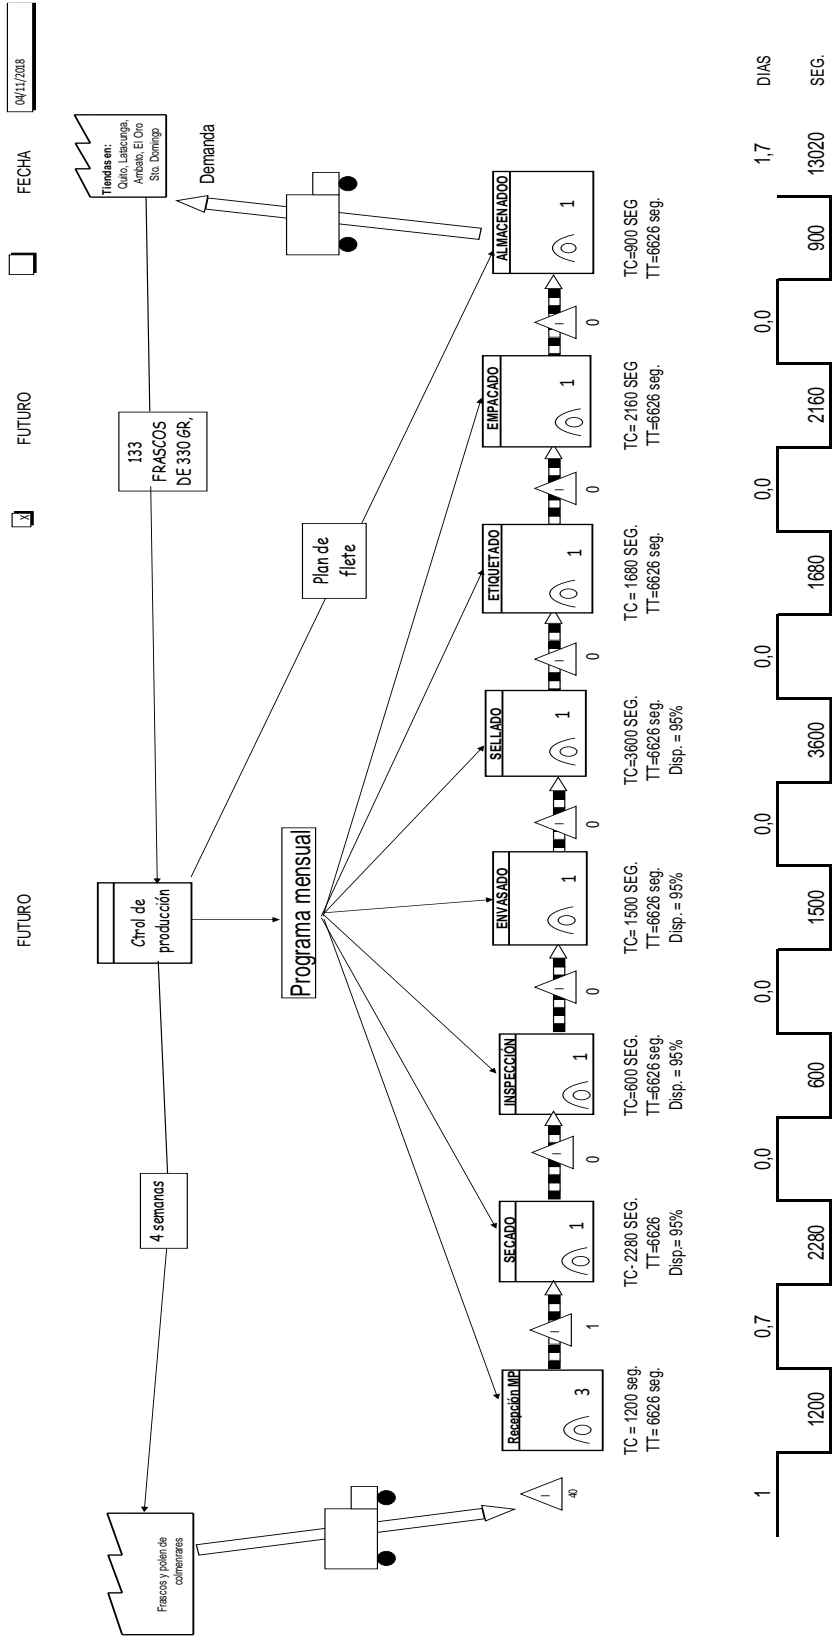 FUTURO
FUTURO
X
FECHA
04/11/2018
Frascos y polen de
colmenrares
4 semanas
Ctrol de
producción
133
FRASCOS
DE 330 GR,
Tiendas en:
Quito, Latacunga,
Ambato, El Oro
Sto. Domingo
Demanda
Plan de
flete
Programa mensual
I
40
Recepción MP
3
TC = 1200 seg.
TT= 6626 seg.
I
1
SECADO
1
TC- 2280 SEG.
TT=6626
Disp.= 95%
I
0
INSPECCIÓN
1
TC=600 SEG.
TT=6626 seg.
Disp. = 95%
I
0
ENVASADO
1
TC= 1500 SEG.
TT=6626 seg.
Disp. = 95%
I
0
SELLADO
1
TC=3600 SEG.
TT=6626 seg.
Disp. = 95%
I
0
ETIQUETADO
1
TC = 1680 SEG.
TT=6626 seg.
I
0
EMPACADO
1
TC= 2160 SEG
TT=6626 seg.
I
0
ALMACENADOO
1
TC=900 SEG
TT=6626 seg.
1 0,7 0,0 0,0 0,0 0,0 0,0 0,0 1,7 DIAS
1200 2280 600 1500 3600 1680 2160 900 13020 SEG.